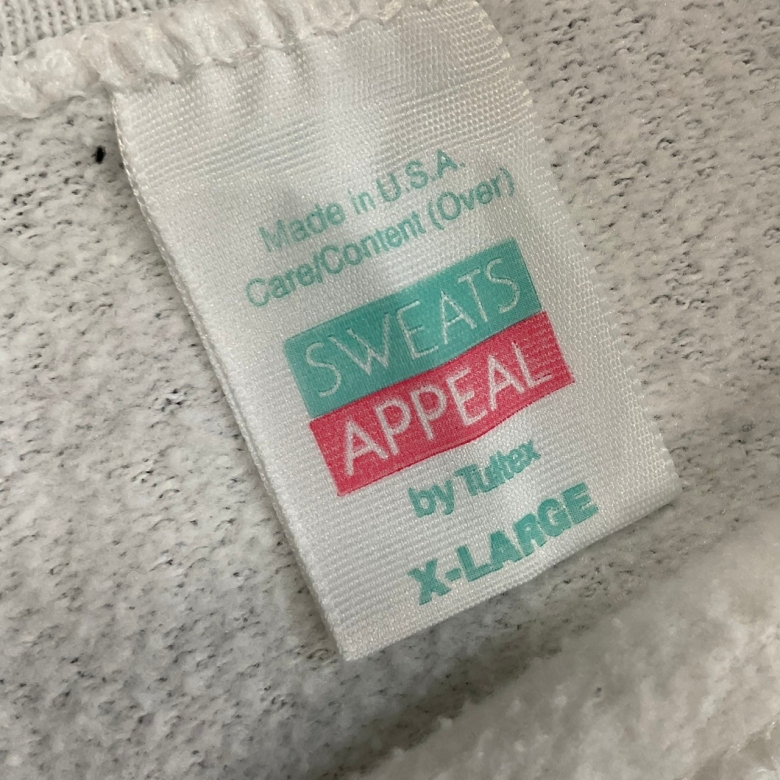 Made in U.S.A.
Care/Content (Over)
SWEATS
APPEAL
by Tultex
X-LARGE